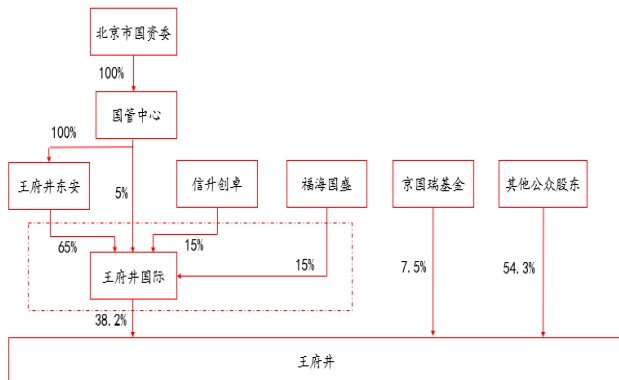 北京市国资委
100%
国管中心
100%
王府井东安
5%
信升创卓
福海国盛
京国瑞基金
其他公众股东
65%
15%
15%
7.5%
54.3%
王府井国际
38.2%
王府井